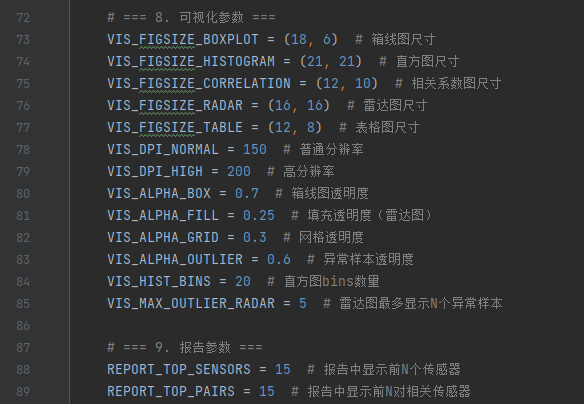 72 # === 8. 可视化参数 ===
73 VIS_FIGSIZE_BOXPLOT = (18, 6)  # 箱线图尺寸
74 VIS_FIGSIZE_HISTOGRAM = (21, 21)  # 直方图尺寸
75 VIS_FIGSIZE_CORRELATION = (12, 10)  # 相关系数图尺寸
76 VIS_FIGSIZE_RADAR = (16, 16)  # 雷达图尺寸
77 VIS_FIGSIZE_TABLE = (12, 8)  # 表格图尺寸
78 VIS_DPI_NORMAL = 150  # 普通分辨率
79 VIS_DPI_HIGH = 200  # 高分辨率
80 VIS_ALPHA_BOX = 0.7  # 箱线图透明度
81 VIS_ALPHA_FILL = 0.25  # 填充透明度（雷达图）
82 VIS_ALPHA_GRID = 0.3  # 网格透明度
83 VIS_ALPHA_OUTLIER = 0.6  # 异常样本透明度
84 VIS_HIST_BINS = 20  # 直方图bins数量
85 VIS_MAX_OUTLIER_RADAR = 5  # 雷达图最多显示N个异常样本
86
87 # === 9. 报告参数 ===
88 REPORT_TOP_SENSORS = 15  # 报告中显示前N个传感器
89 REPORT_TOP_PAIRS = 15  # 报告中显示前N对相关传感器